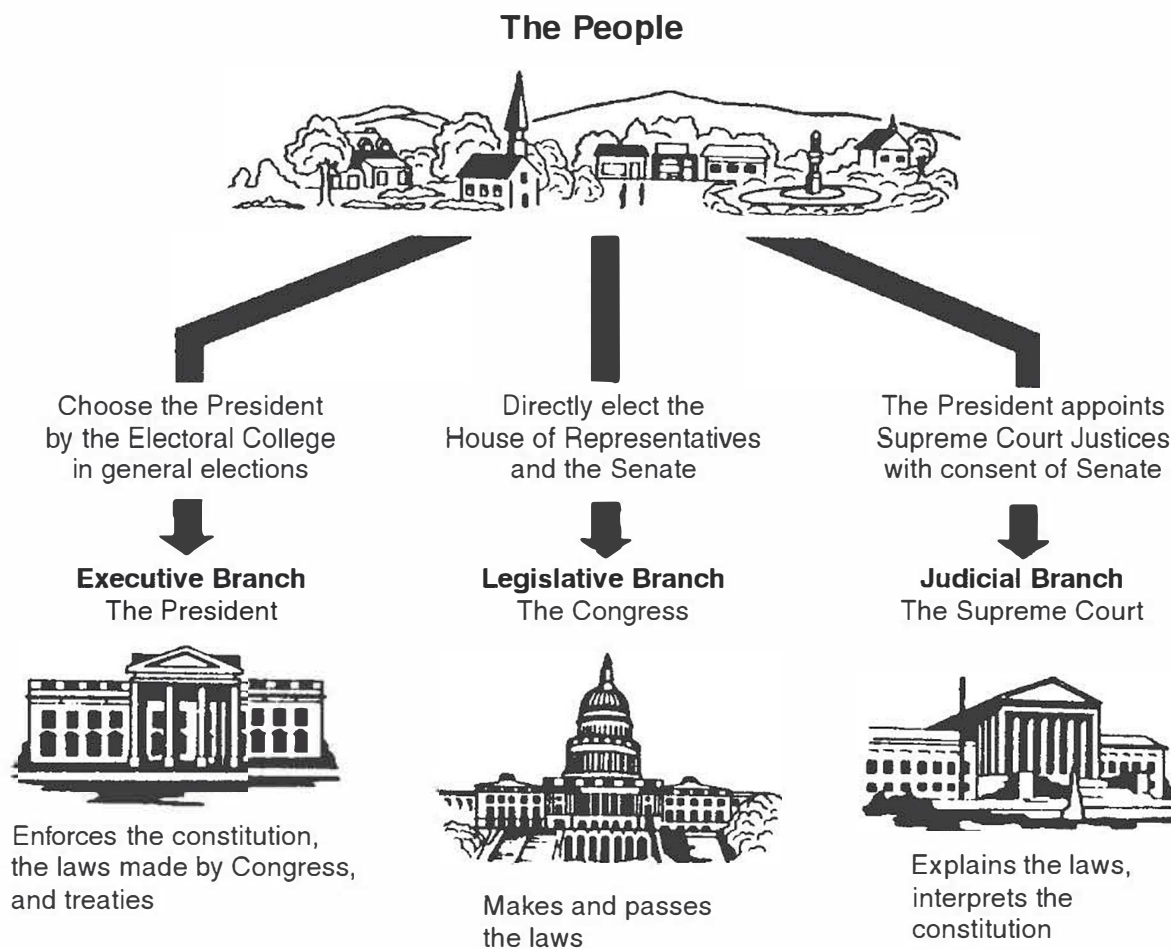 The People
Choose the President
by the Electoral College
in general elections
Directly elect the
House of Representatives
and the Senate
The President appoints
Supreme Court Justices
with consent of Senate
Executive Branch
The President
Legislative Branch
The Congress
Judicial Branch
The Supreme Court
Enforces the constitution,
the laws made by Congress,
and treaties
Makes and passes
the laws
Explains the laws,
interprets the
constitution